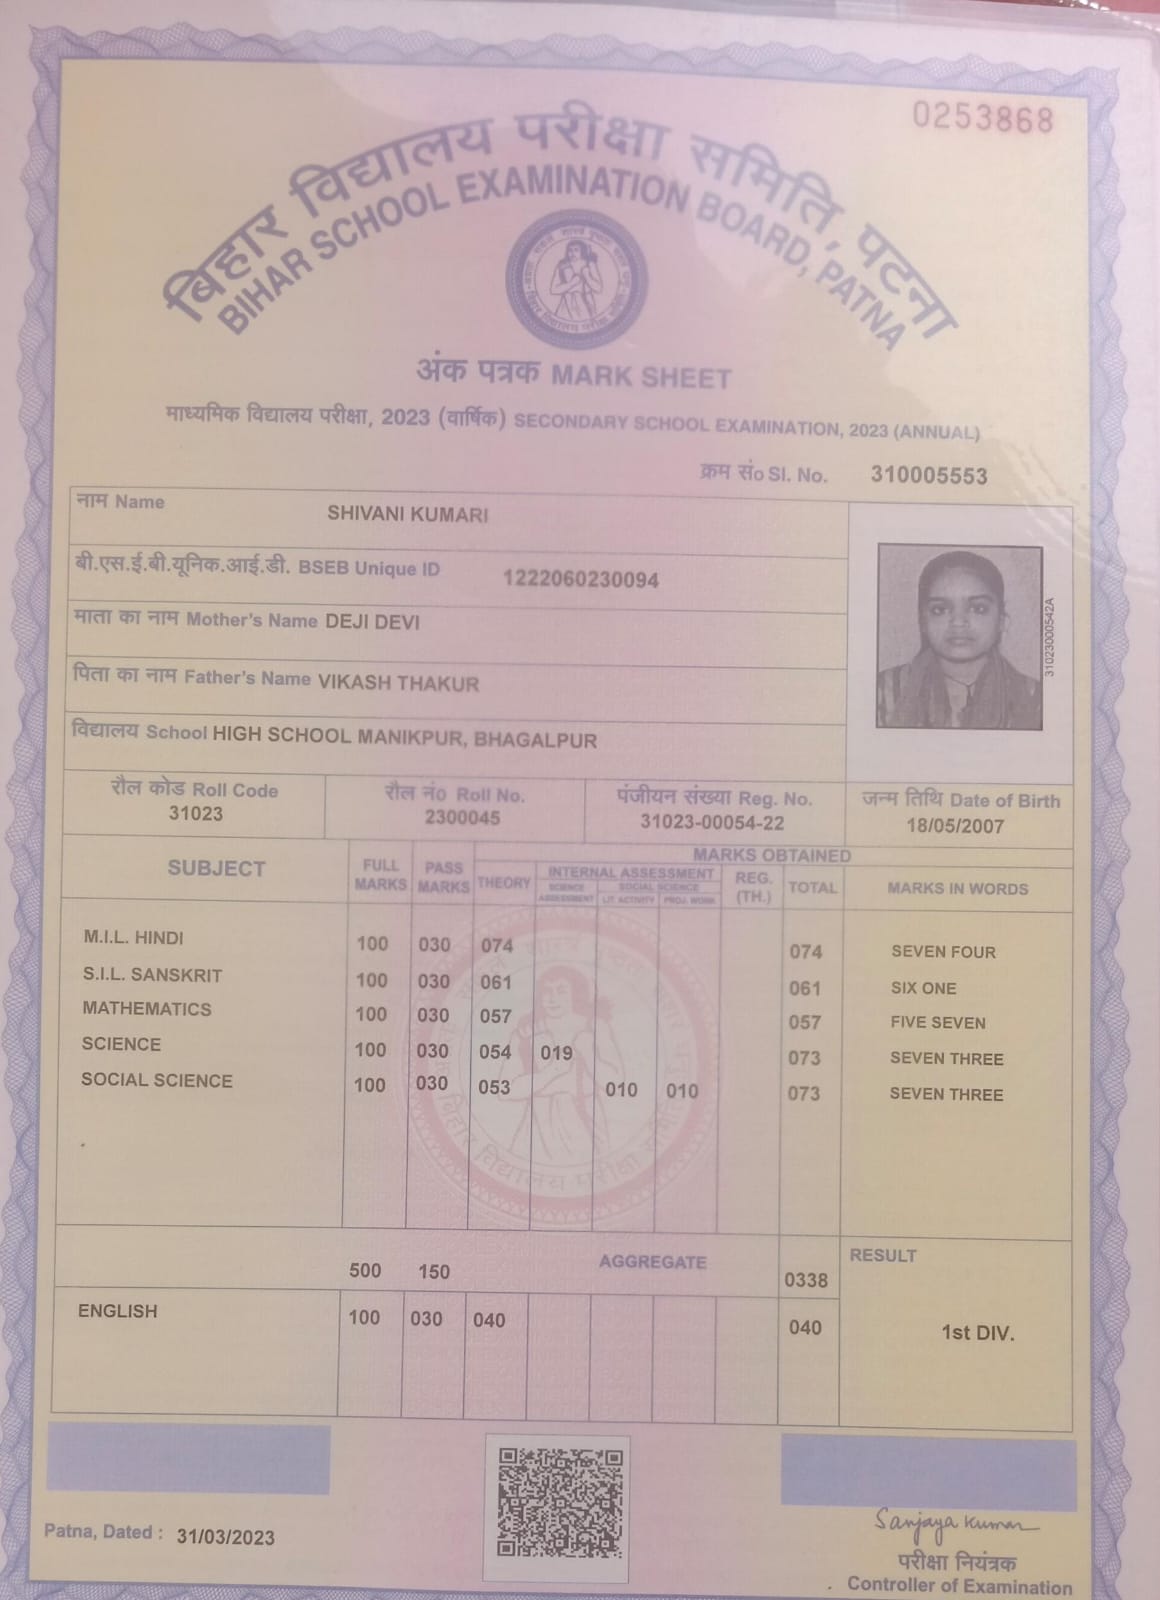 0253868
बिहार विद्यालय परीक्षा समिति, पटना
BIHAR SCHOOL EXAMINATION BOARD, PATNA
अंक पत्रक MARK SHEET
माध्यमिक विद्यालय परीक्षा, 2023 (वार्षिक) SECONDARY SCHOOL EXAMINATION, 2023 (ANNUAL)
क्रम सं० Sl. No. 310005553
नाम Name SHIVANI KUMARI
बी.एस.ई.बी.यूनिक.आई.डी. BSEB Unique ID 1222060230094
माता का नाम Mother's Name DEJI DEVI
पिता का नाम Father's Name VIKASH THAKUR
विद्यालय School HIGH SCHOOL MANIKPUR, BHAGALPUR
31023000542A
रौल कोड Roll Code रौल नं० Roll No. पंजीयन संख्या Reg. No. जन्म तिथि Date of Birth
31023 2300045 31023-00054-22 18/05/2007
SUBJECT FULL MARKS PASS MARKS MARKS OBTAINED
THEORY INTERNAL ASSESSMENT REG. (TH.) TOTAL MARKS IN WORDS
SCIENCE ASSESSMENT SOCIAL SCIENCE
LIT ACTIVITY PROJ. WORK
M.I.L. HINDI 100 030 074 074 SEVEN FOUR
S.I.L. SANSKRIT 100 030 061 061 SIX ONE
MATHEMATICS 100 030 057 057 FIVE SEVEN
SCIENCE 100 030 054 019 073 SEVEN THREE
SOCIAL SCIENCE 100 030 053 010 010 073 SEVEN THREE
500 150 AGGREGATE 0338 RESULT
ENGLISH 100 030 040 040 1st DIV.
Patna, Dated : 31/03/2023
Sanjaya Kumar
परीक्षा नियंत्रक
Controller of Examination